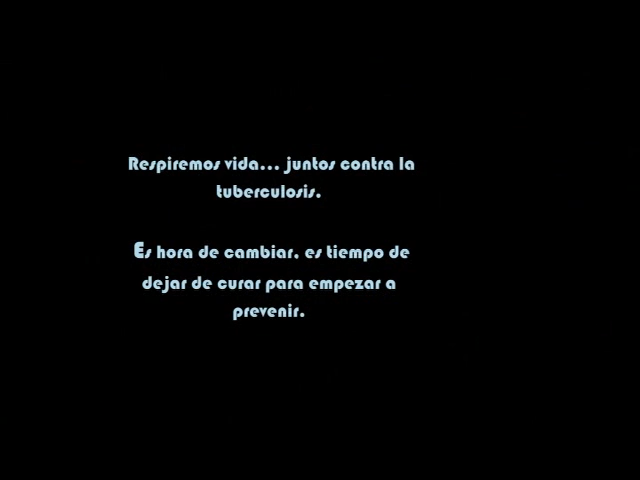 Respiremos vida... juntos contra la
tuberculosis.
Es hora de cambiar, es tiempo de
dejar de curar para empezar a
prevenir.